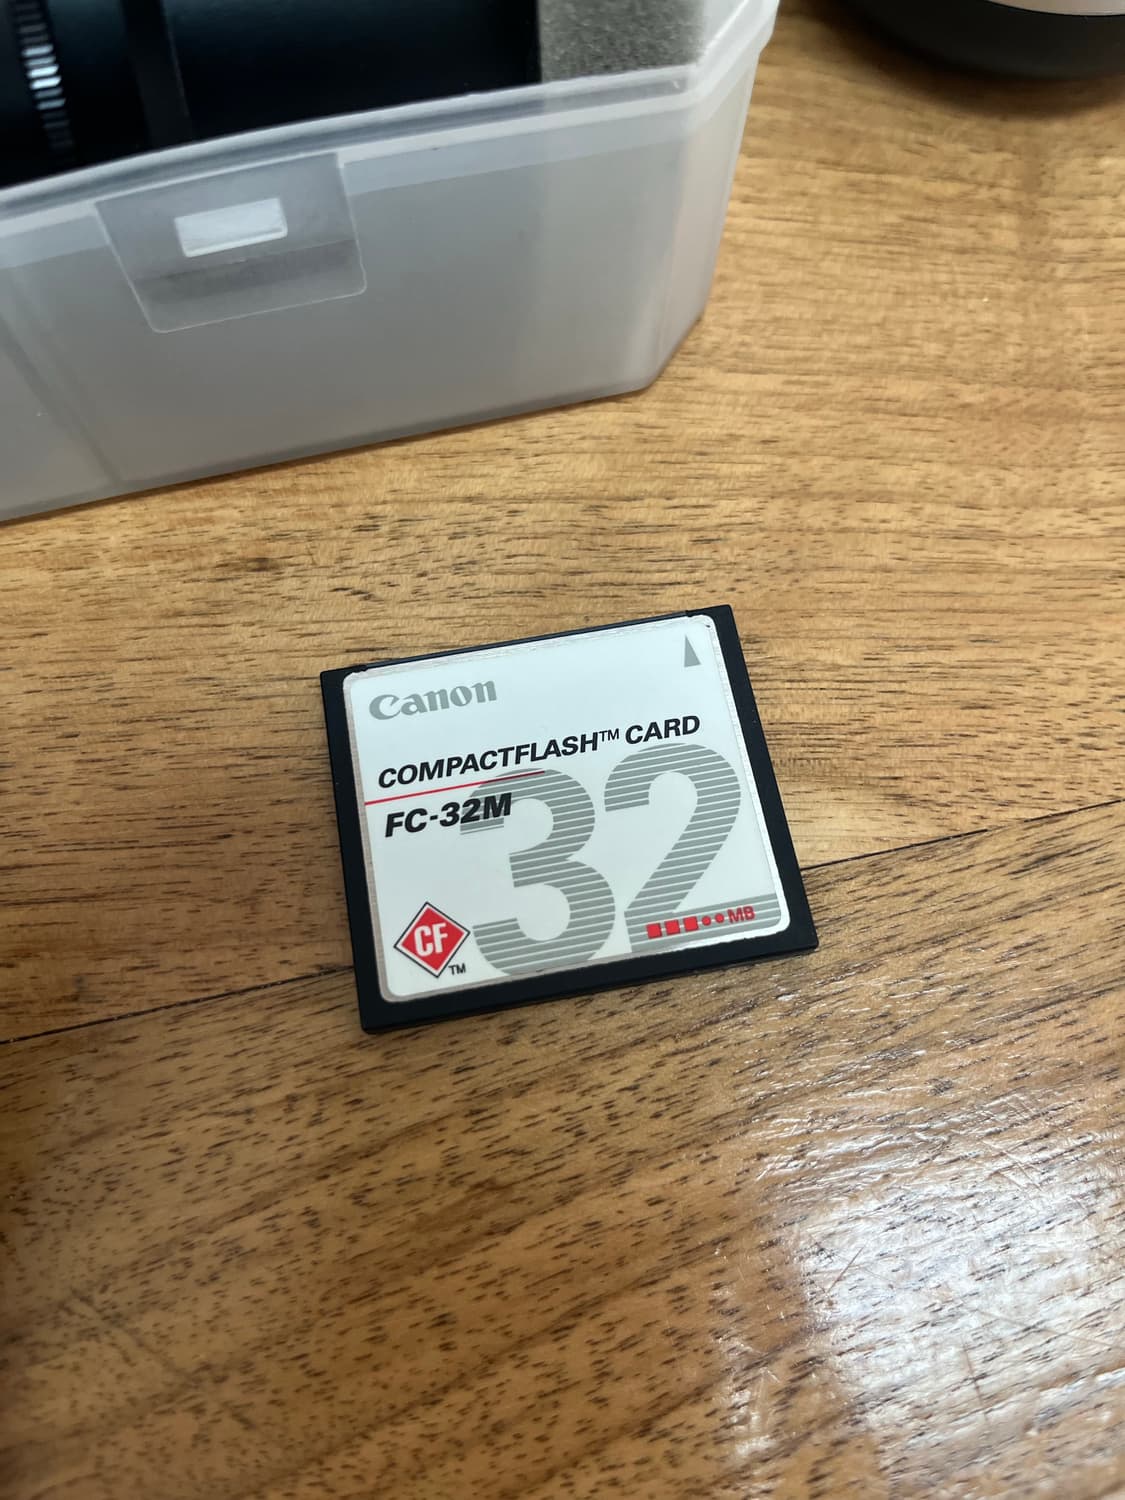 Canon
COMPACTFLASH™ CARD
FC-32M
32
MB
CF
TM